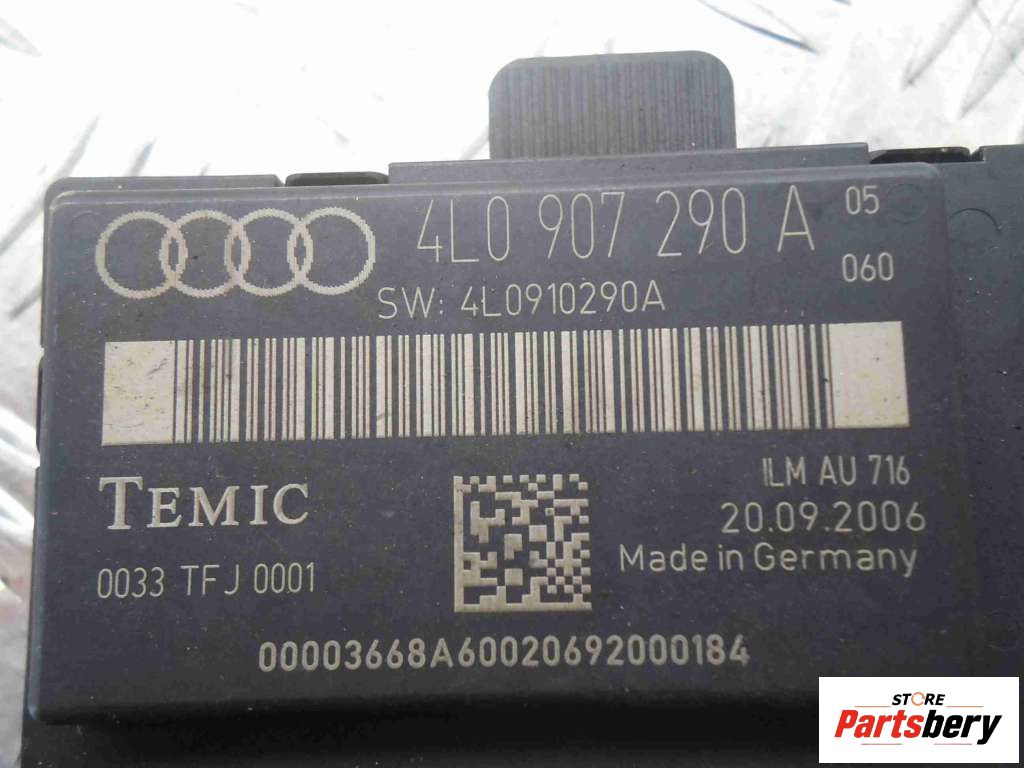 4L0 907 290 A 05
060
SW: 4L0910290A
TEMIC
ILM AU 716
20.09.2006
Made in Germany
0033 TFJ 0001
00003668A60020692000184
STORE
Partsbery